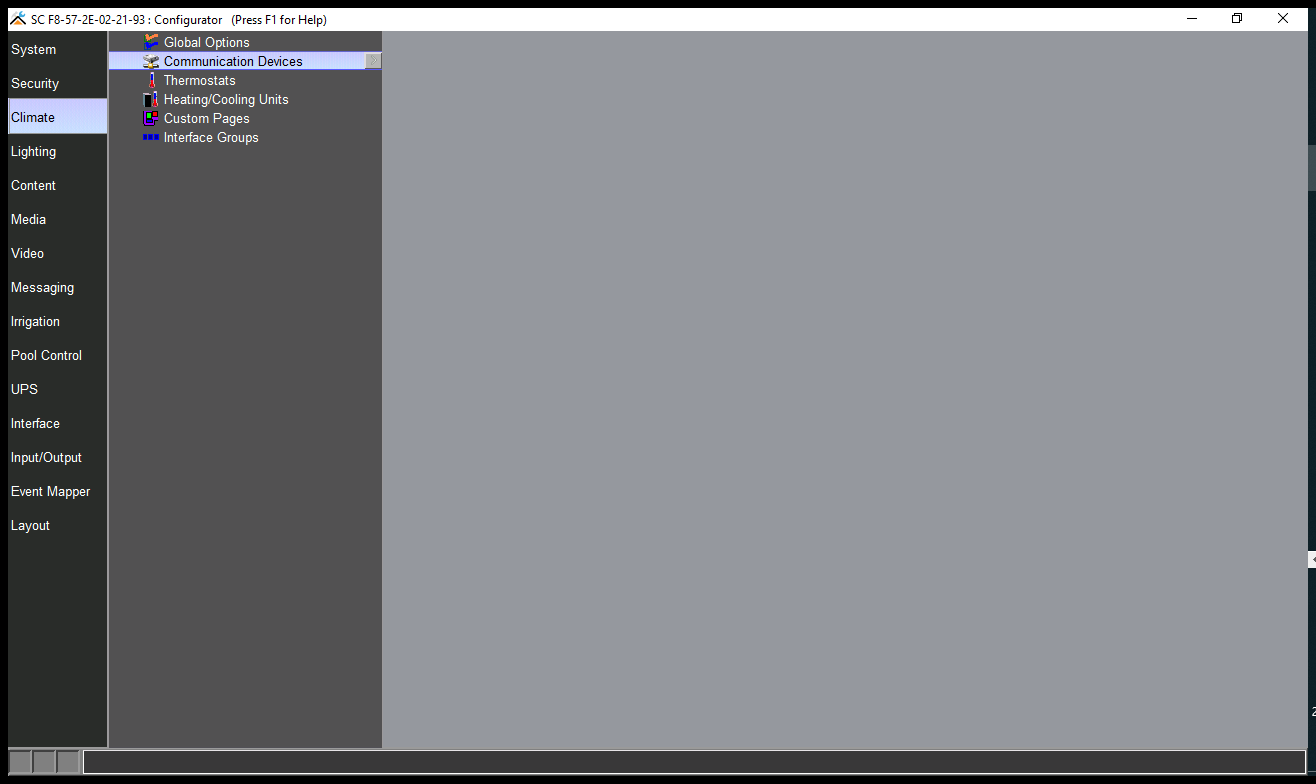 SC F8-57-2E-02-21-93 : Configurator (Press F1 for Help)
System
Security
Climate
Lighting
Content
Media
Video
Messaging
Irrigation
Pool Control
UPS
Interface
Input/Output
Event Mapper
Layout
Global Options
Communication Devices
Thermostats
Heating/Cooling Units
Custom Pages
Interface Groups